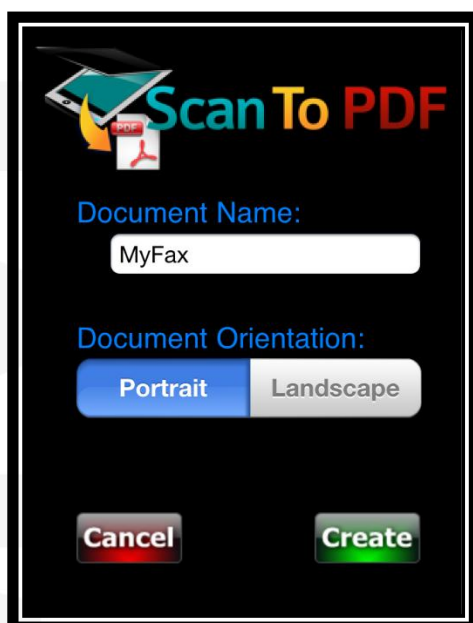 Scan To PDF
PDF
Document Name:
MyFax
Document Orientation:
Portrait Landscape
Cancel Create